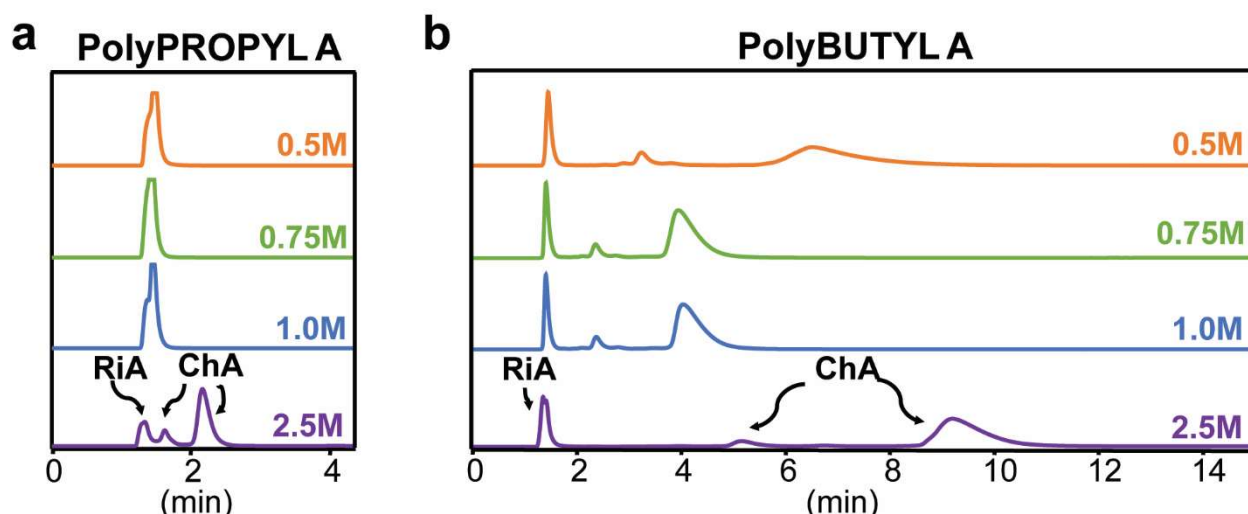 a
PolyPROPYL A
0.5M
0.75M
1.0M
RiA
ChA
2.5M
0 2 4
(min)
b
PolyBUTYL A
0.5M
0.75M
1.0M
RiA
ChA
2.5M
0 2 4 6 8 10 12 14
(min)